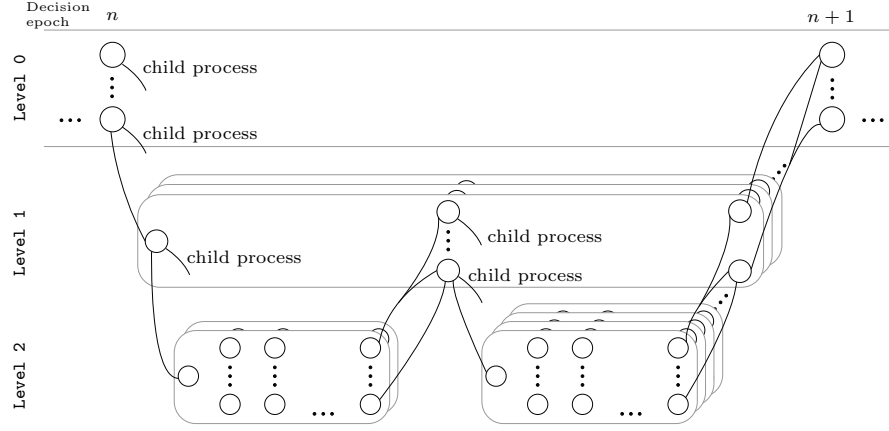 Decision
epoch
n
n + 1
Level 0
child process
child process
Level 1
child process
child process
child process
Level 2